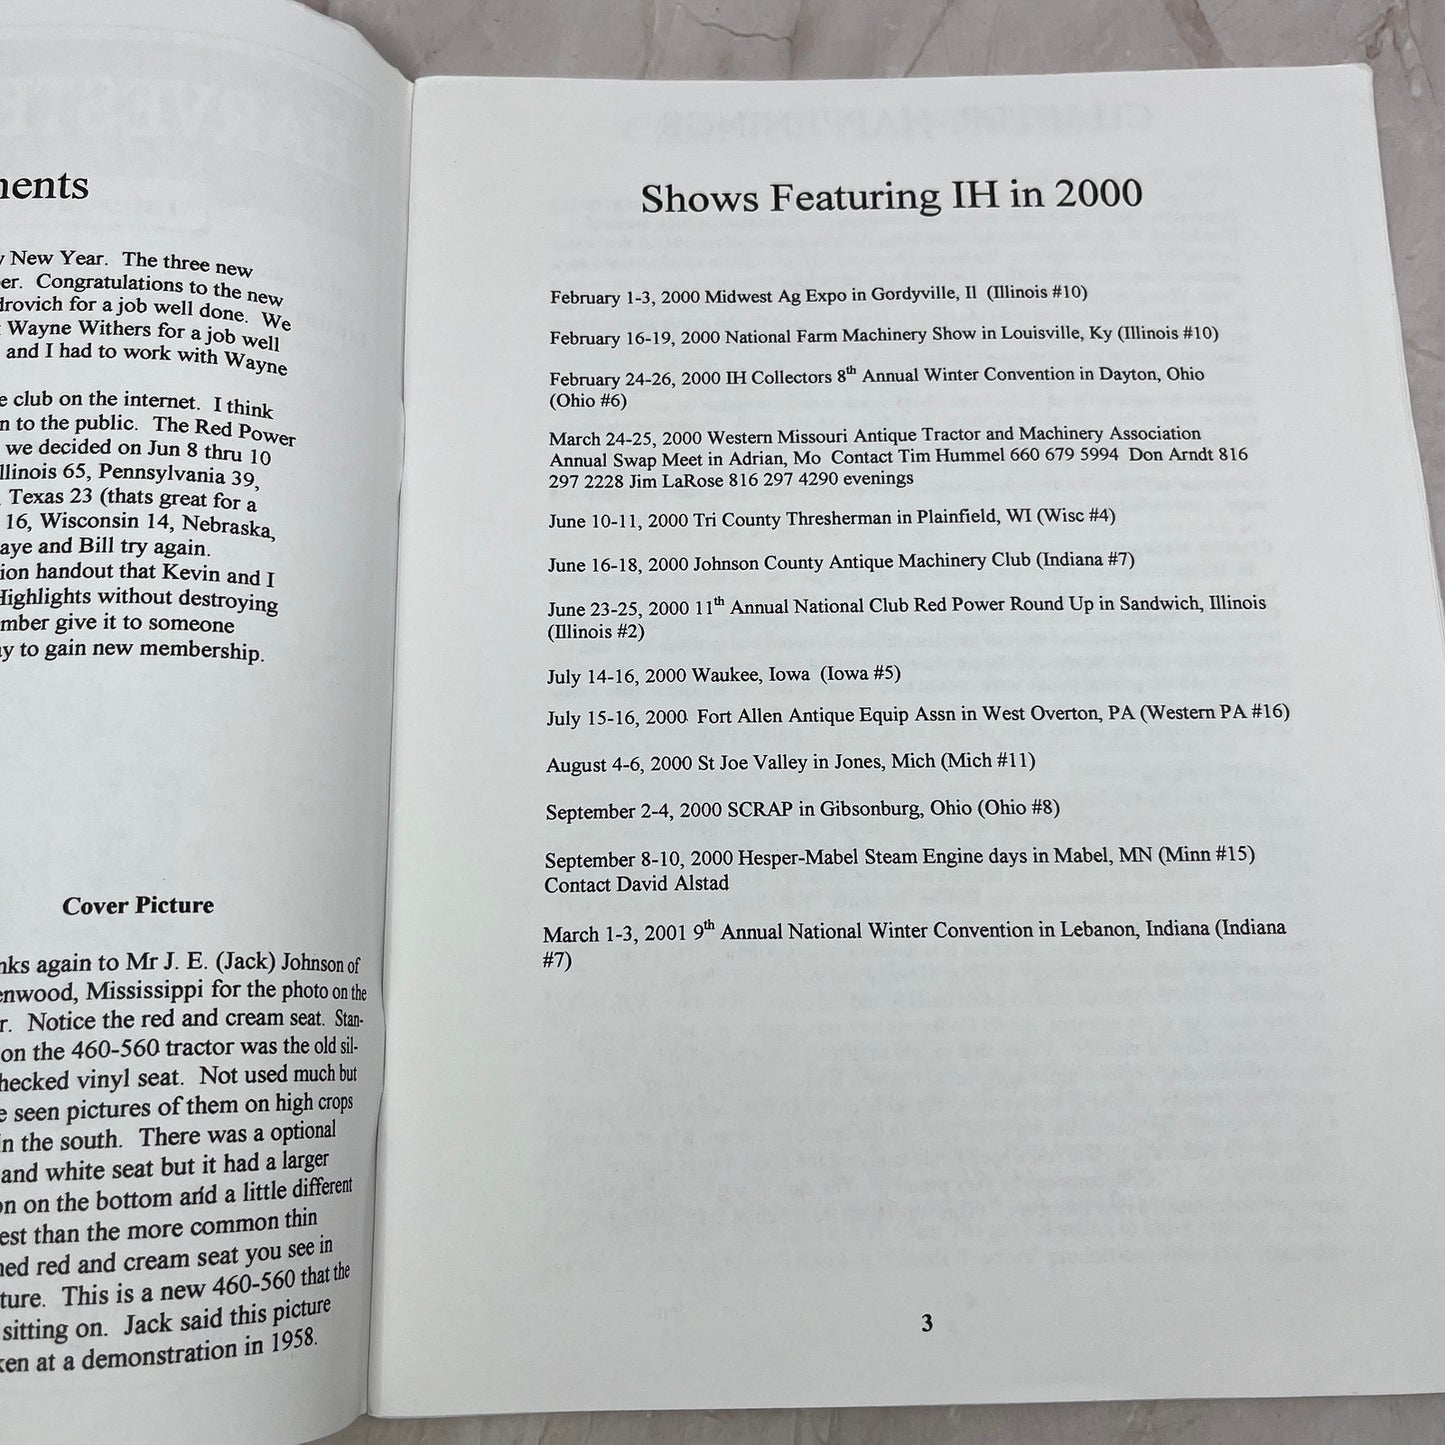 nents
New Year. The three new
er. Congratulations to the new
drovich for a job well done. We
Wayne Withers for a job well
and I had to work with Wayne
e club on the internet. I think
n to the public. The Red Power
we decided on Jun 8 thru 10
llinois 65, Pennsylvania 39,
Texas 23 (thats great for a
16, Wisconsin 14, Nebraska,
aye and Bill try again.
ion handout that Kevin and I
Highlights without destroying
mber give it to someone
y to gain new membership.
Cover Picture
nks again to Mr J. E. (Jack) Johnson of
enwood, Mississippi for the photo on the
r. Notice the red and cream seat. Stan-
on the 460-560 tractor was the old sil-
hecked vinyl seat. Not used much but
e seen pictures of them on high crops
in the south. There was a optional
and white seat but it had a larger
on on the bottom and a little different
est than the more common thin
ned red and cream seat you see in
ture. This is a new 460-560 that the
sitting on. Jack said this picture
ken at a demonstration in 1958.
Shows Featuring IH in 2000
February 1-3, 2000 Midwest Ag Expo in Gordyville, Il (Illinois #10)
February 16-19, 2000 National Farm Machinery Show in Louisville, Ky (Illinois #10)
February 24-26, 2000 IH Collectors 8th Annual Winter Convention in Dayton, Ohio
(Ohio #6)
March 24-25, 2000 Western Missouri Antique Tractor and Machinery Association
Annual Swap Meet in Adrian, Mo Contact Tim Hummel 660 679 5994 Don Arndt 816
297 2228 Jim LaRose 816 297 4290 evenings
June 10-11, 2000 Tri County Thresherman in Plainfield, WI (Wisc #4)
June 16-18, 2000 Johnson County Antique Machinery Club (Indiana #7)
June 23-25, 2000 11th Annual National Club Red Power Round Up in Sandwich, Illinois
(Illinois #2)
July 14-16, 2000 Waukee, Iowa (Iowa #5)
July 15-16, 2000 Fort Allen Antique Equip Assn in West Overton, PA (Western PA #16)
August 4-6, 2000 St Joe Valley in Jones, Mich (Mich #11)
September 2-4, 2000 SCRAP in Gibsonburg, Ohio (Ohio #8)
September 8-10, 2000 Hesper-Mabel Steam Engine days in Mabel, MN (Minn #15)
Contact David Alstad
March 1-3, 2001 9th Annual National Winter Convention in Lebanon, Indiana (Indiana
#7)
3